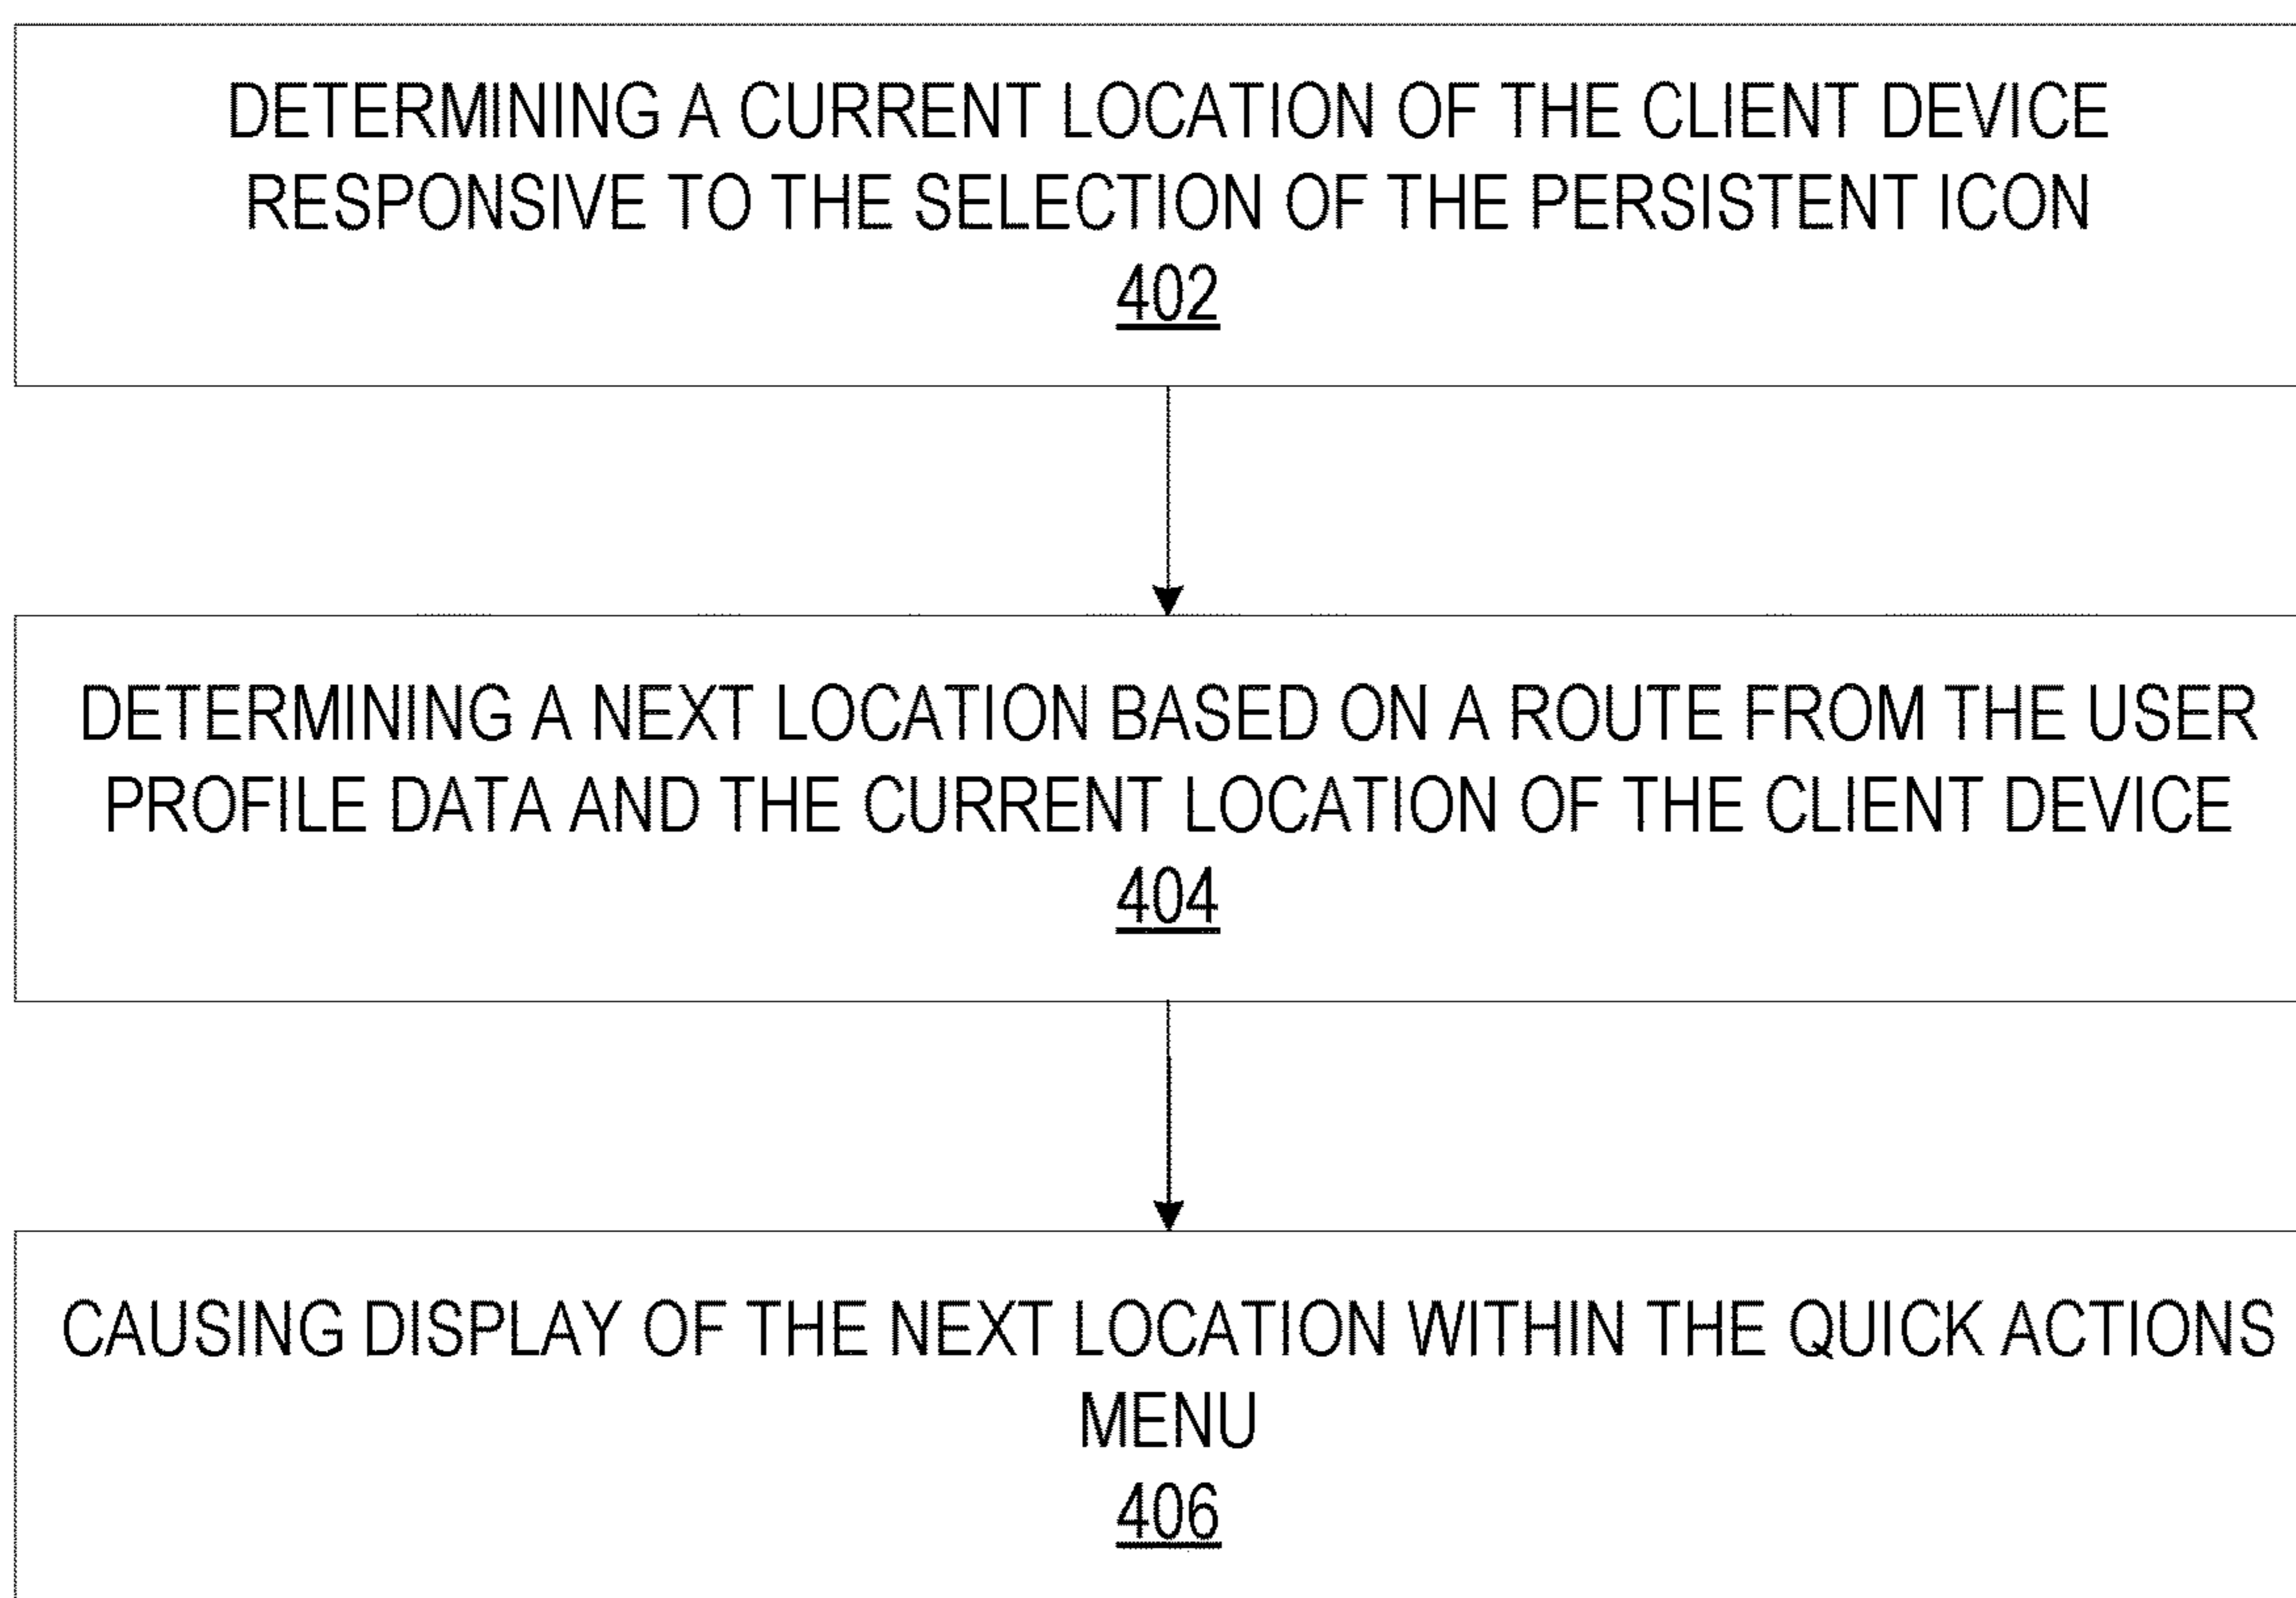 DETERMINING A CURRENT LOCATION OF THE CLIENT DEVICE
RESPONSIVE TO THE SELECTION OF THE PERSISTENT ICON
402
DETERMINING A NEXT LOCATION BASED ON A ROUTE FROM THE USER
PROFILE DATA AND THE CURRENT LOCATION OF THE CLIENT DEVICE
404
CAUSING DISPLAY OF THE NEXT LOCATION WITHIN THE QUICK ACTIONS
MENU
406